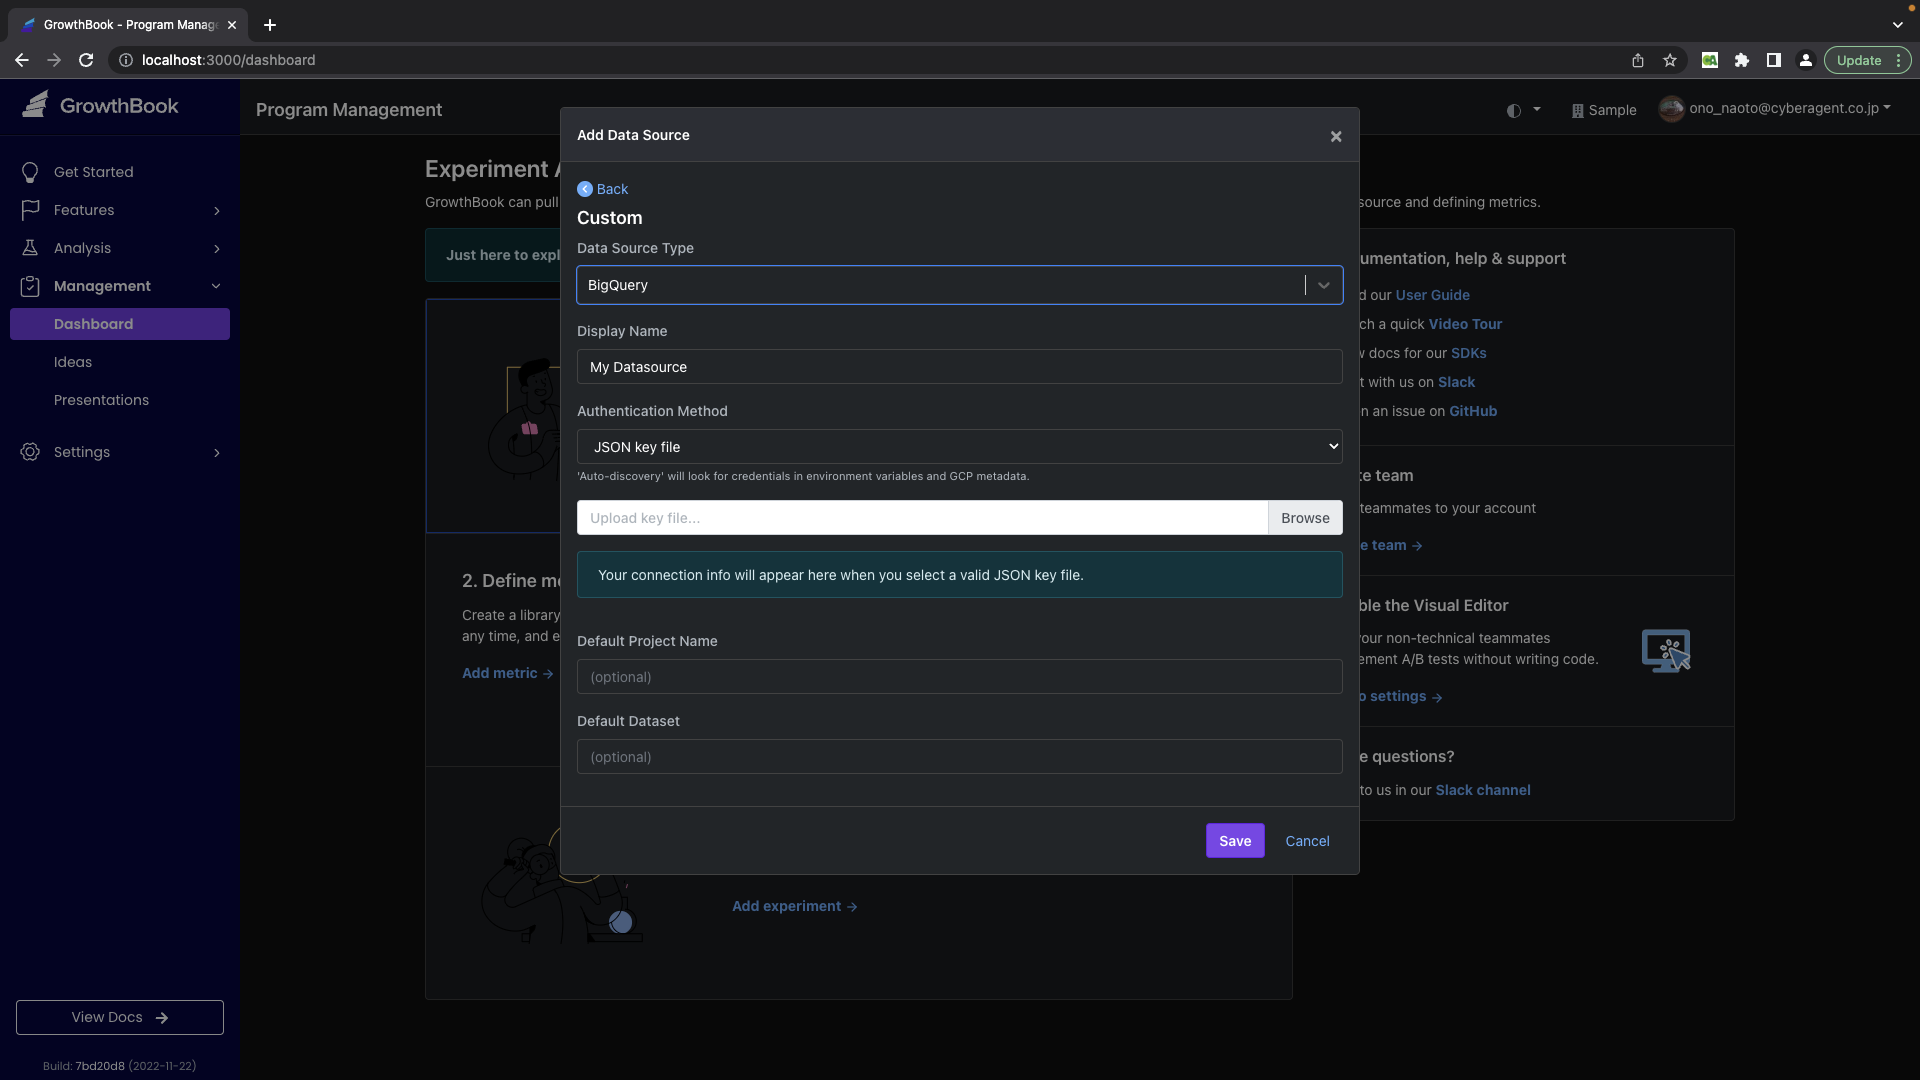 GrowthBook - Program Manag
localhost:3000/dashboard
Update
GrowthBook
Program Management
Sample
ono_naoto@cyberagent.co.jp
Get Started
Features
Analysis
Management
Dashboard
Ideas
Presentations
Settings
View Docs
Build: 7bd20d8 (2022-11-22)
Experiment A
GrowthBook can pull
source and defining metrics.
Just here to expl
2. Define me
Create a library
any time, and e
Add metric →
Add experiment →
Add Data Source
×
Back
Custom
Data Source Type
BigQuery
Display Name
My Datasource
Authentication Method
JSON key file
'Auto-discovery' will look for credentials in environment variables and GCP metadata.
Upload key file...
Browse
Your connection info will appear here when you select a valid JSON key file.
Default Project Name
(optional)
Default Dataset
(optional)
Save
Cancel
umentation, help & support
d our User Guide
ch a quick Video Tour
w docs for our SDKs
t with us on Slack
n an issue on GitHub
te team
teammates to your account
e team →
ble the Visual Editor
your non-technical teammates
ement A/B tests without writing code.
o settings →
e questions?
to us in our Slack channel